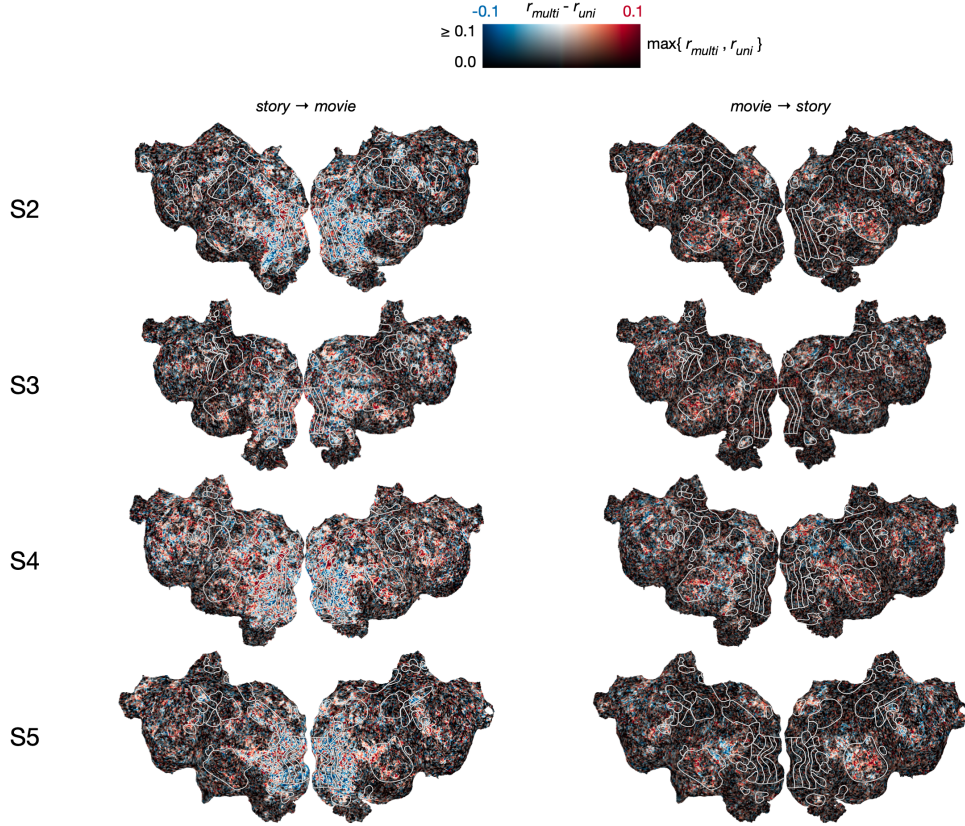 -0.1 r_multi - r_uni 0.1
≥ 0.1
0.0
max{ r_multi , r_uni }
story → movie
movie → story
S2
S3
S4
S5